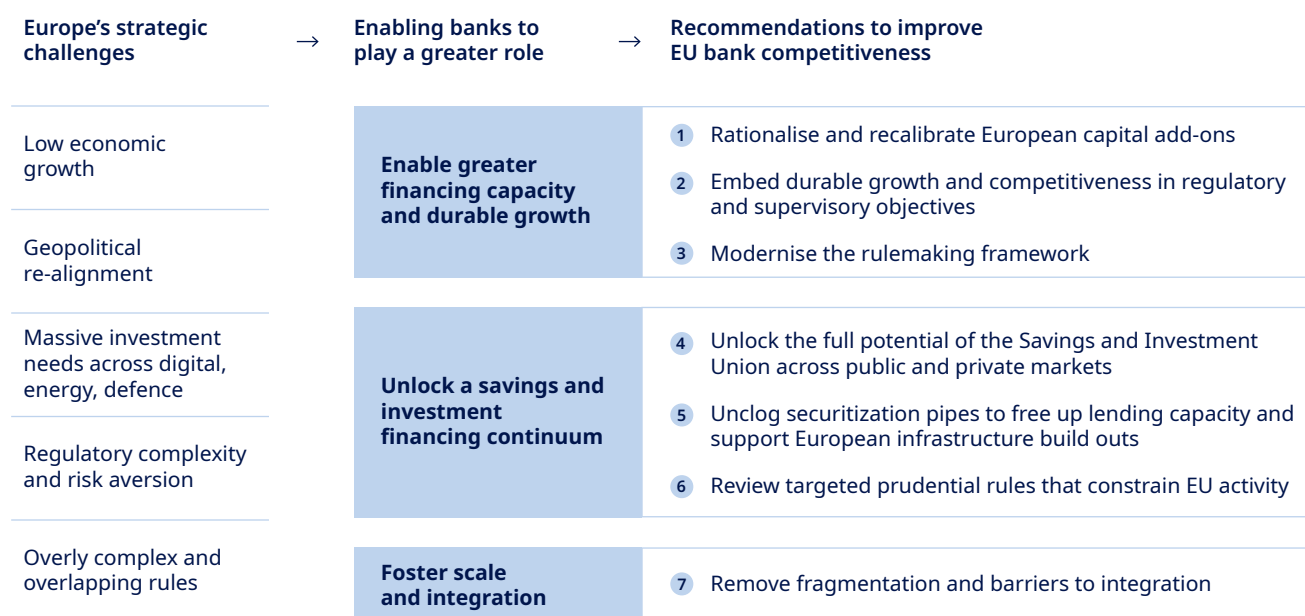 Europe’s strategic
challenges
→
Enabling banks to
play a greater role
→
Recommendations to improve
EU bank competitiveness
Low economic
growth
Geopolitical
re-alignment
Massive investment
needs across digital,
energy, defence
Regulatory complexity
and risk aversion
Overly complex and
overlapping rules
Enable greater
financing capacity
and durable growth
1 Rationalise and recalibrate European capital add-ons
2 Embed durable growth and competitiveness in regulatory
and supervisory objectives
3 Modernise the rulemaking framework
Unlock a savings and
investment
financing continuum
4 Unlock the full potential of the Savings and Investment
Union across public and private markets
5 Unclog securitization pipes to free up lending capacity and
support European infrastructure build outs
6 Review targeted prudential rules that constrain EU activity
Foster scale
and integration
7 Remove fragmentation and barriers to integration